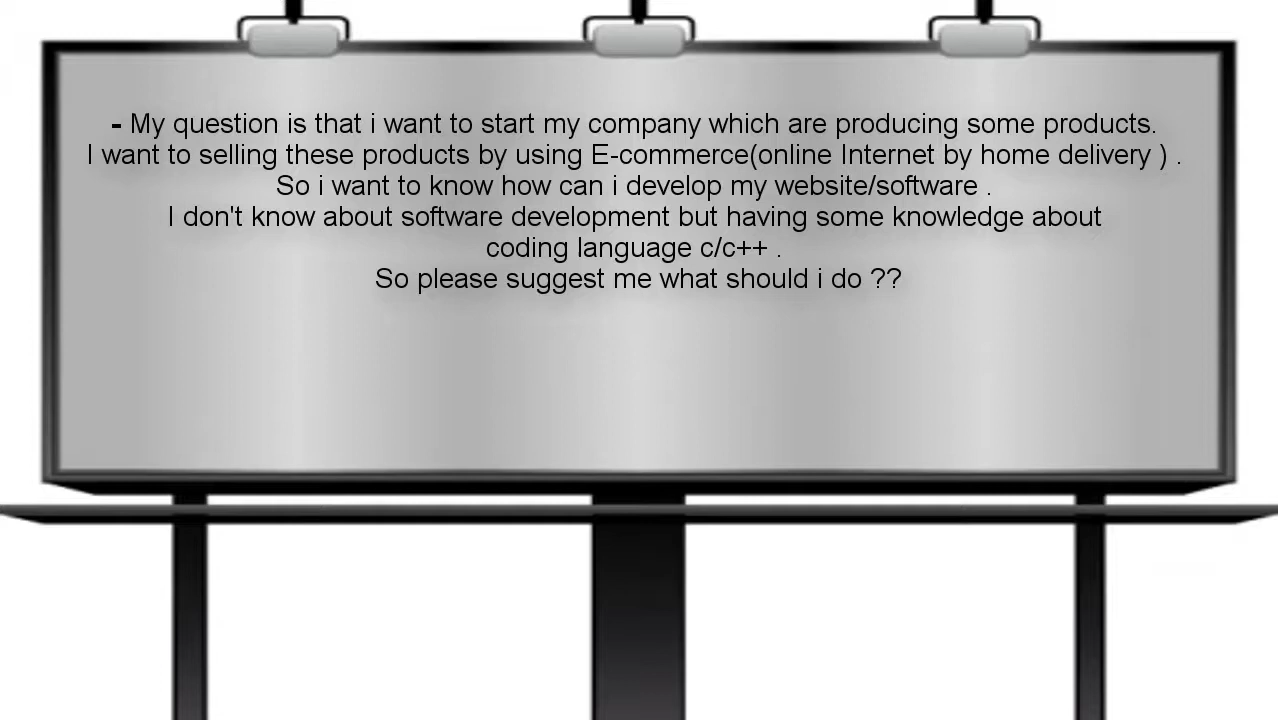 - My question is that i want to start my company which are producing some products.
I want to selling these products by using E-commerce(online Internet by home delivery ) .
So i want to know how can i develop my website/software .
I don't know about software development but having some knowledge about
coding language c/c++ .
So please suggest me what should i do ??